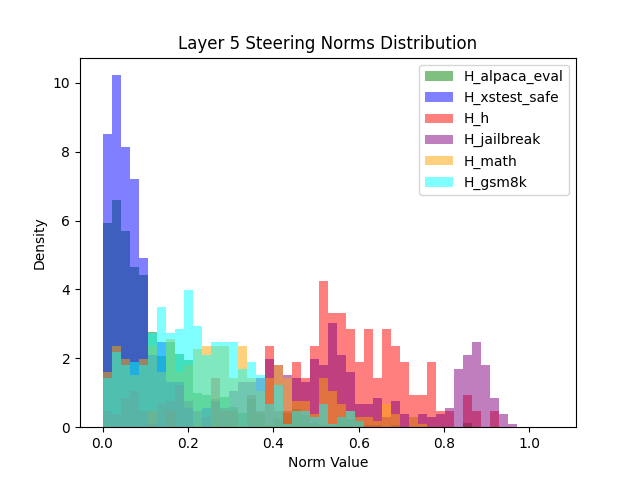 Layer 5 Steering Norms Distribution
H_alpaca_eval
H_xstest_safe
H_h
H_jailbreak
H_math
H_gsm8k
Density
10
8
6
4
2
0
0.0 0.2 0.4 0.6 0.8 1.0
Norm Value